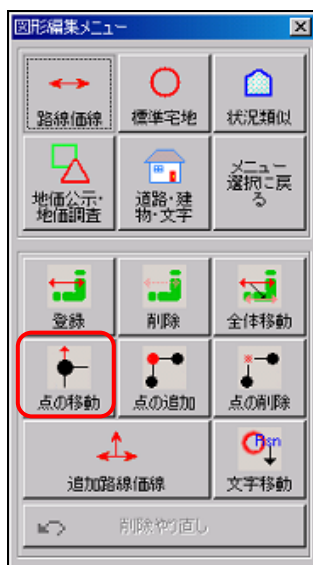 図形編集メニュー
路線価線
標準宅地
状況類似
地価公示・
地価調査
道路・建
物・文字
メニュー
選択に戻
る
登録
削除
全体移動
点の移動
点の追加
点の削除
追加路線価線
文字移動
削除やり直し